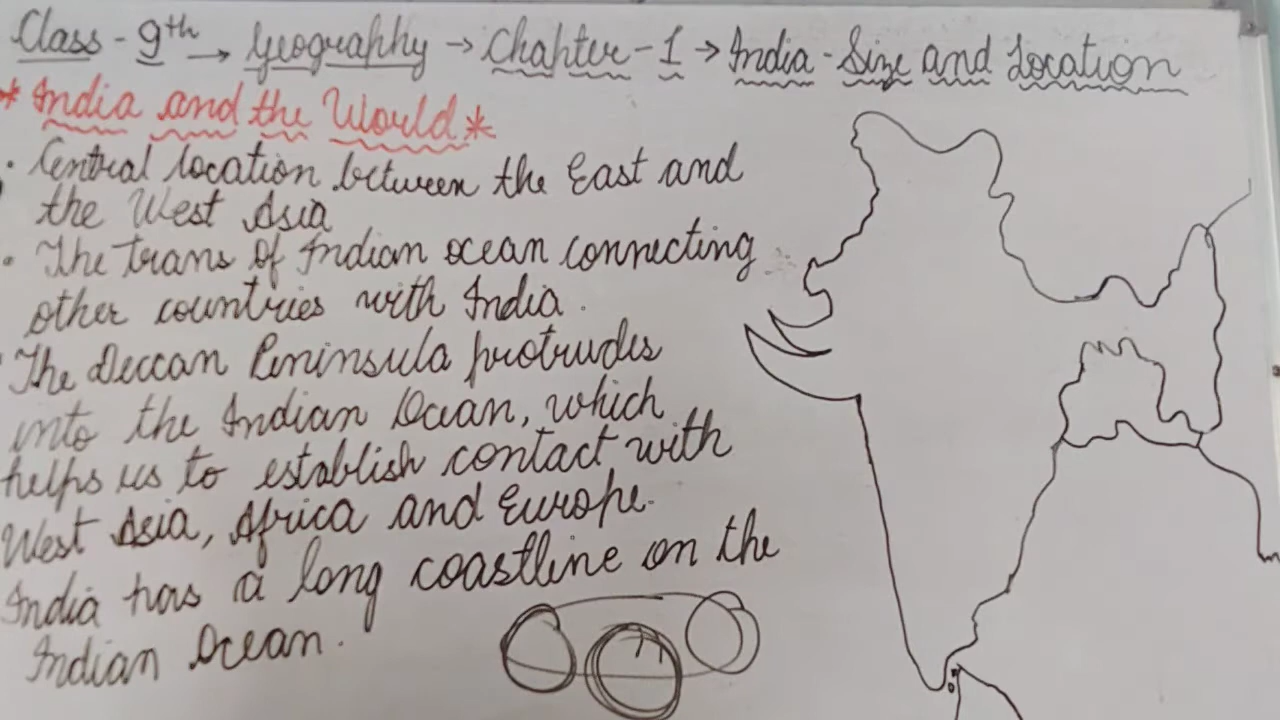 Class - 9th → Geography → Chapter - 1 → India - Size and Location
* India and the World *
· Central location between the East and
the West Asia
· The trans of Indian ocean connecting
other countries with India.
· The Deccan Peninsula protrudes
into the Indian Ocean, which
helps us to establish contact with
West Asia, Africa and Europe.
India has a long coastline on the
Indian Ocean.